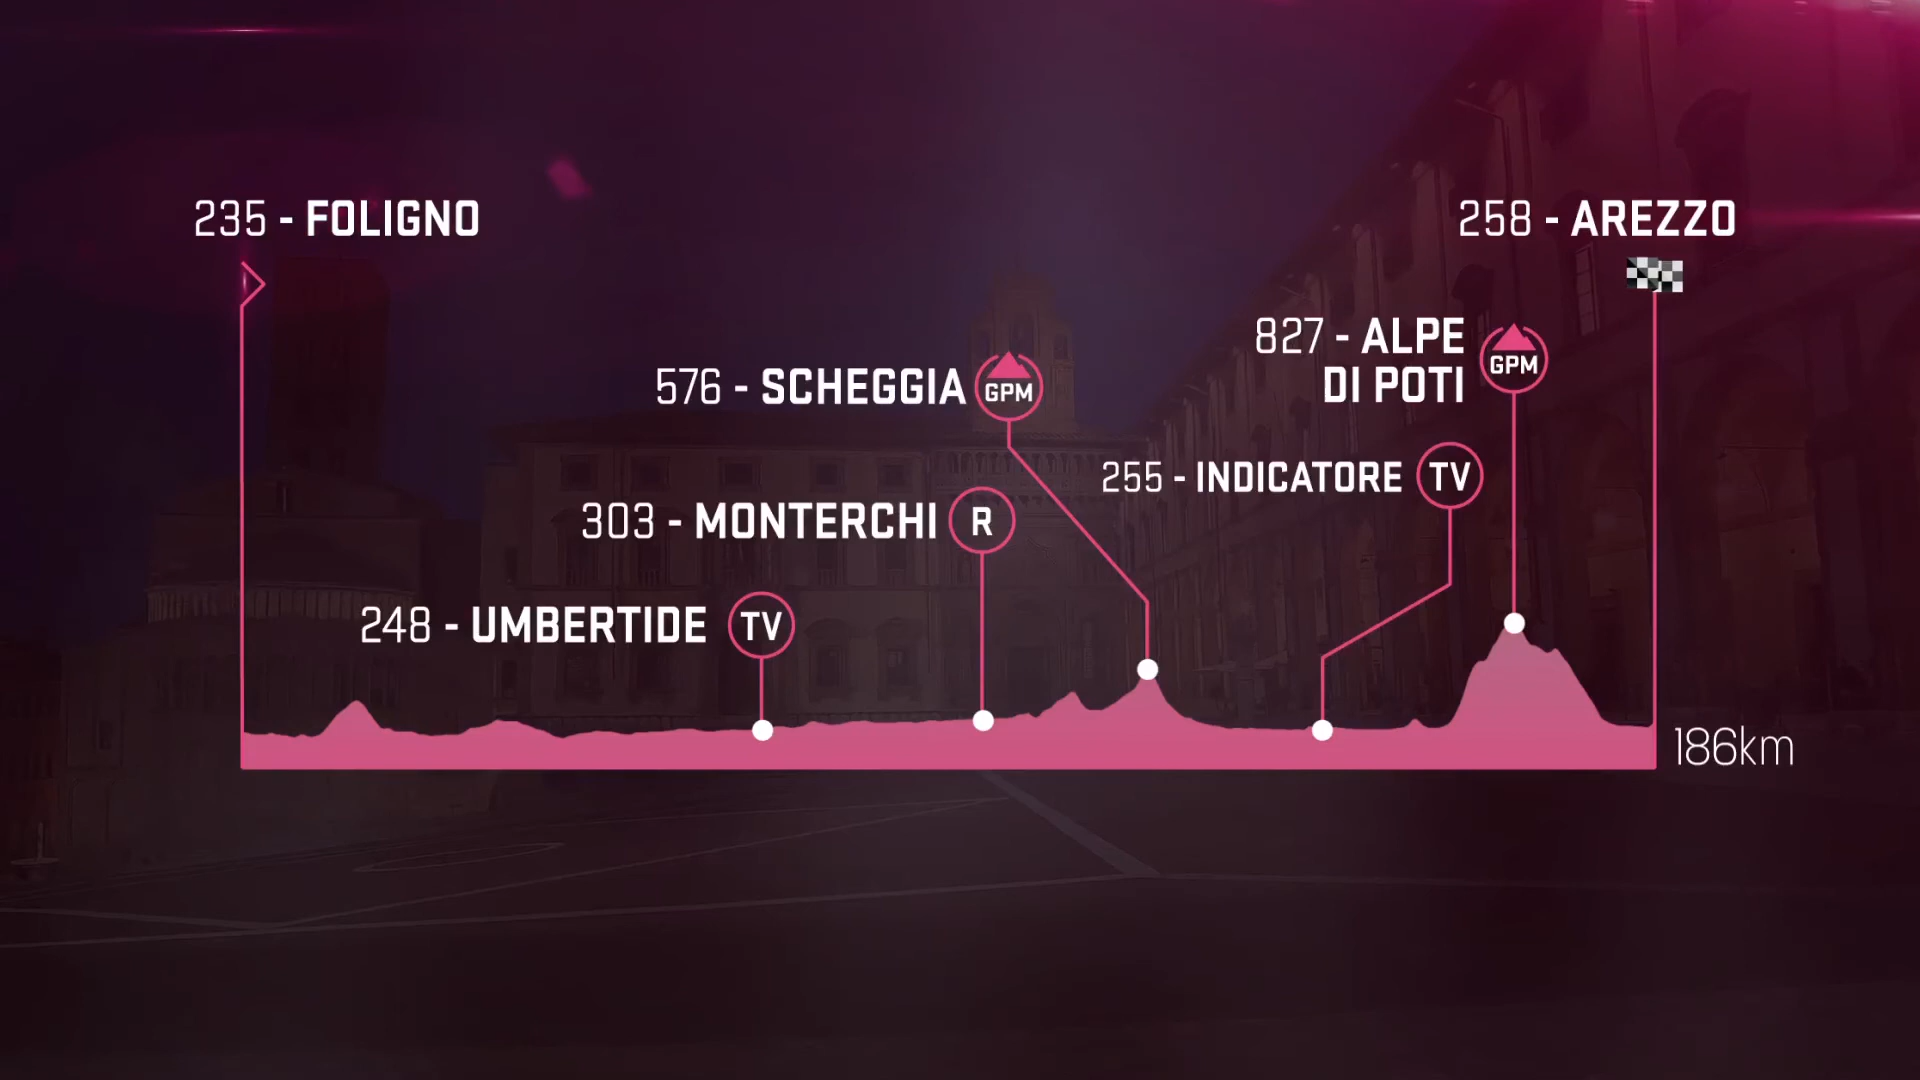 235 - FOLIGNO
258 - AREZZO
827 - ALPE
DI POTI
GPM
576 - SCHEGGIA
GPM
255 - INDICATORE
TV
303 - MONTERCHI
R
248 - UMBERTIDE
TV
186km